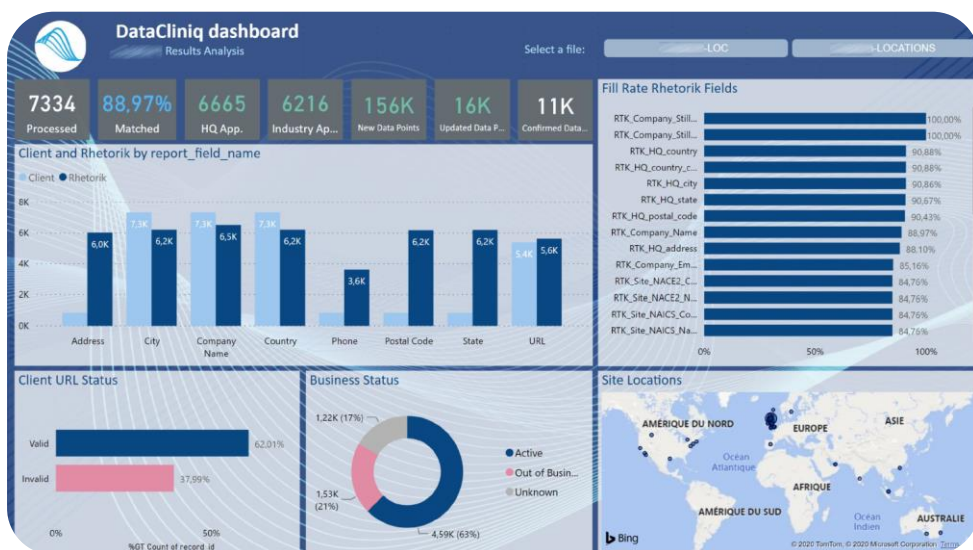 DataCliniq dashboard
Results Analysis
Select a file:
-LOC
-LOCATIONS
7334
Processed
88,97%
Matched
6665
HQ App.
6216
Industry Ap...
156K
New Data Points
16K
Updated Data P...
11K
Confirmed Data...
Client and Rhetorik by report_field_name
Client
Rhetorik
8K
6K
4K
2K
0K
6,0K
7,3K
6,2K
7,3K
6,5K
7,3K
6,2K
3,6K
6,2K
6,2K
5,4K
5,6K
Address
City
Company
Name
Country
Phone
Postal Code
State
URL
Fill Rate Rhetorik Fields
RTK_Company_Still... 100,00%
RTK_Company_Still... 100,00%
RTK_HQ_country 90,88%
RTK_HQ_country_c... 90,88%
RTK_HQ_city 90,86%
RTK_HQ_state 90,67%
RTK_HQ_postal_code 90,43%
RTK_Company_Name 88,97%
RTK_HQ_address 88,10%
RTK_Company_Em... 85,16%
RTK_Site_NACE2_C... 84,76%
RTK_Site_NACE2_N... 84,76%
RTK_Site_NAICS_Co... 84,76%
RTK_Site_NAICS_Na... 84,76%
0% 50% 100%
Client URL Status
Valid 62,01%
Invalid 37,99%
0% 50%
%GT Count of record_id
Business Status
1,22K (17%)
1,53K
(21%)
4,59K (63%)
Active
Out of Busin...
Unknown
Site Locations
AMÉRIQUE DU NORD
EUROPE
ASIE
Océan
Atlantique
AFRIQUE
AMÉRIQUE DU SUD
Océan
Indien
AUSTRALIE
Bing
© 2020 TomTom, © 2020 Microsoft Corporation Terms